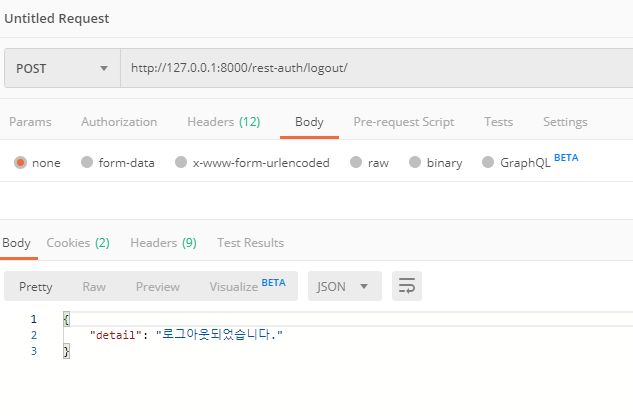 Untitled Request
POST http://127.0.0.1:8000/rest-auth/logout/
Params Authorization Headers (12) Body Pre-request Script Tests Settings
none form-data x-www-form-urlencoded raw binary GraphQL BETA
Body Cookies (2) Headers (9) Test Results
Pretty Raw Preview Visualize BETA JSON
1 {
2 "detail": "로그아웃되었습니다."
3 }